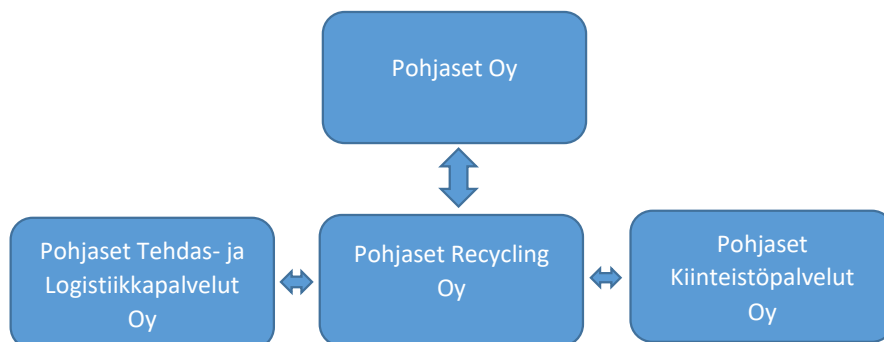 Pohjaset Oy
Pohjaset Tehdas- ja
Logistiikkapalvelut
Oy
Pohjaset Recycling
Oy
Pohjaset
Kiinteistöpalvelut
Oy